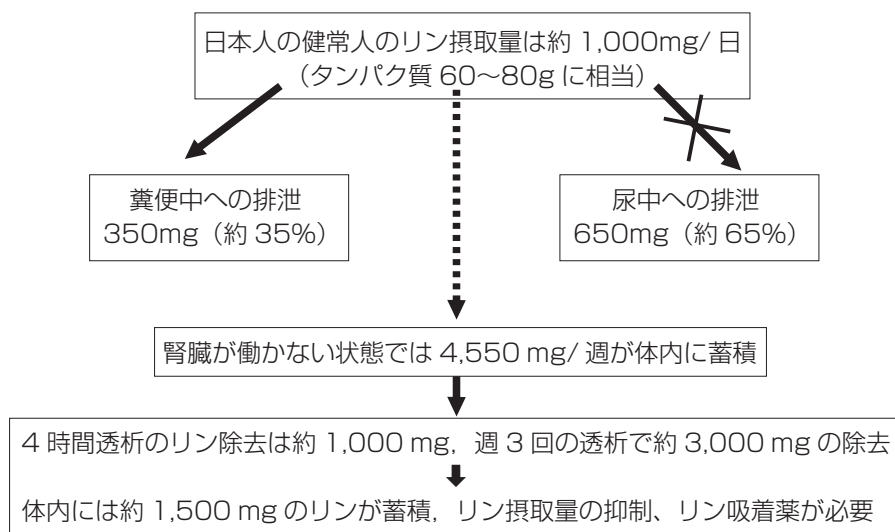 日本人の健常人のリン摂取量は約 1,000mg/ 日
（タンパク質 60～80g に相当）
糞便中への排泄
350mg（約 35%）
尿中への排泄
650mg（約 65%）
腎臓が働かない状態では 4,550 mg/ 週が体内に蓄積
4 時間透析のリン除去は約 1,000 mg，週 3 回の透析で約 3,000 mg の除去
体内には約 1,500 mg のリンが蓄積，リン摂取量の抑制、リン吸着薬が必要